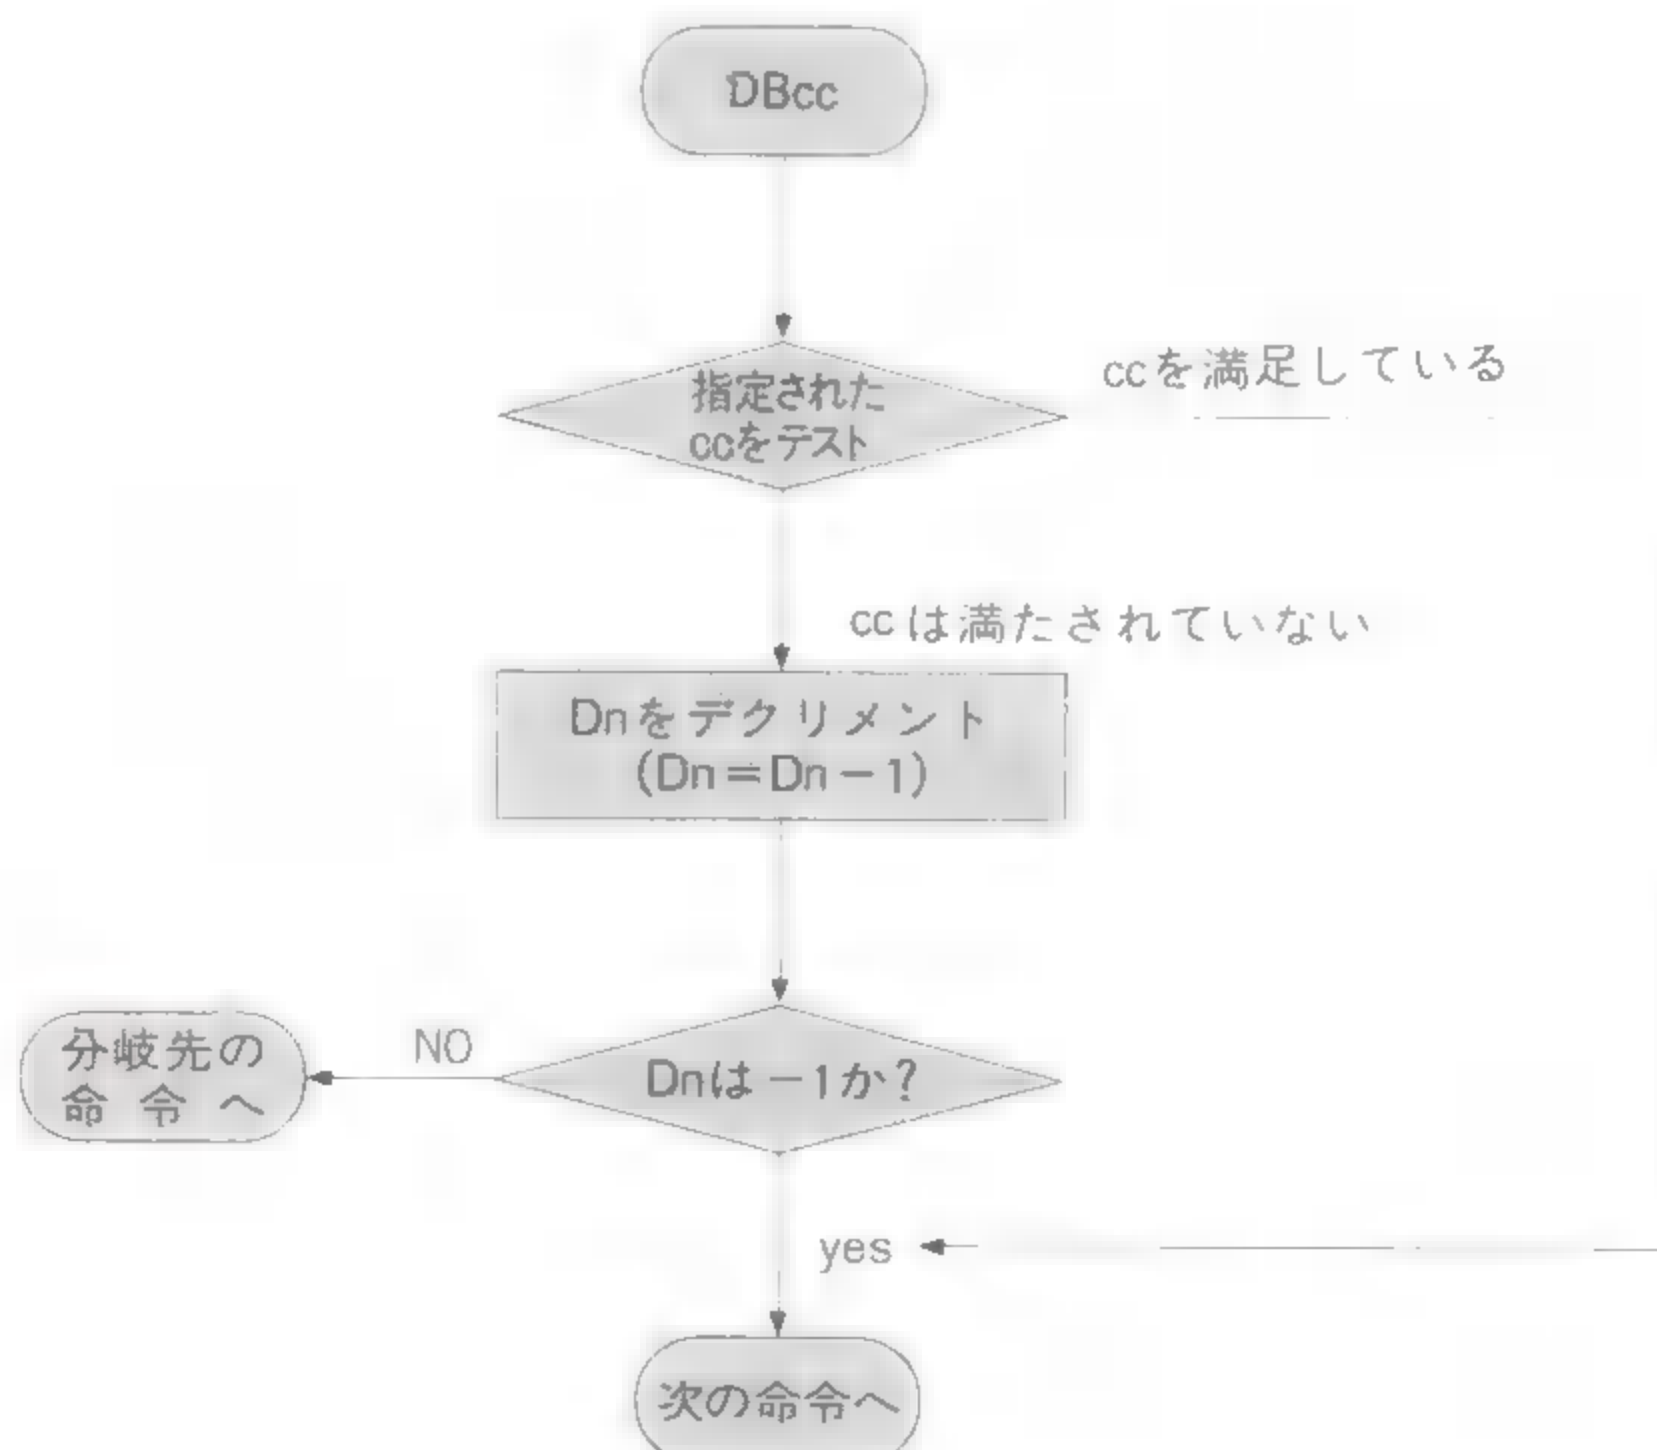 DBcc
指定された
ccをテスト
ccを満足している
ccは満たされていない
Dnをデクリメント
(Dn=Dn-1)
Dnは-1か?
NO
分岐先の
命令へ
yes
次の命令へ